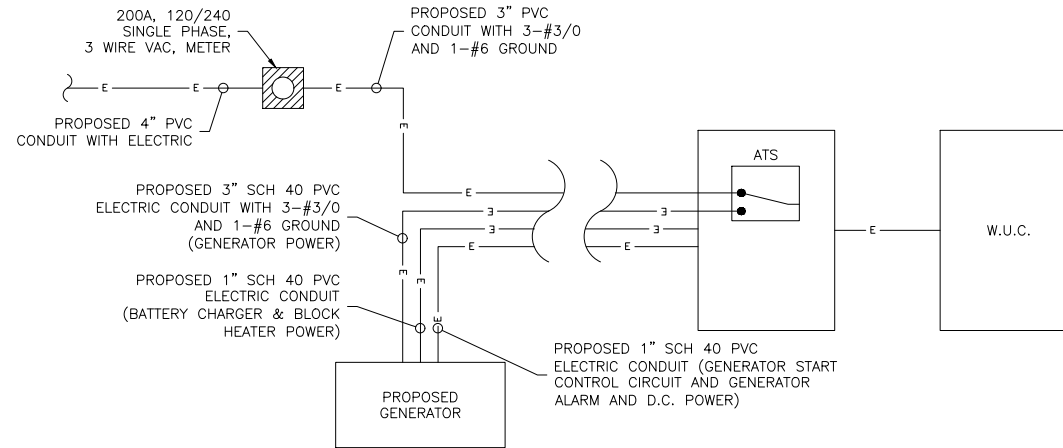 200A, 120/240
SINGLE PHASE,
3 WIRE VAC, METER
PROPOSED 3" PVC
CONDUIT WITH 3-#3/0
AND 1-#6 GROUND
E
E
E
PROPOSED 4" PVC
CONDUIT WITH ELECTRIC
E
ATS
PROPOSED 3" SCH 40 PVC
ELECTRIC CONDUIT WITH 3-#3/0
AND 1-#6 GROUND
(GENERATOR POWER)
E
E
E
E
E
E
E
E
W.U.C.
PROPOSED 1" SCH 40 PVC
ELECTRIC CONDUIT
(BATTERY CHARGER & BLOCK
HEATER POWER)
E
E
E
PROPOSED 1" SCH 40 PVC
ELECTRIC CONDUIT (GENERATOR START
CONTROL CIRCUIT AND GENERATOR
ALARM AND D.C. POWER)
PROPOSED
GENERATOR